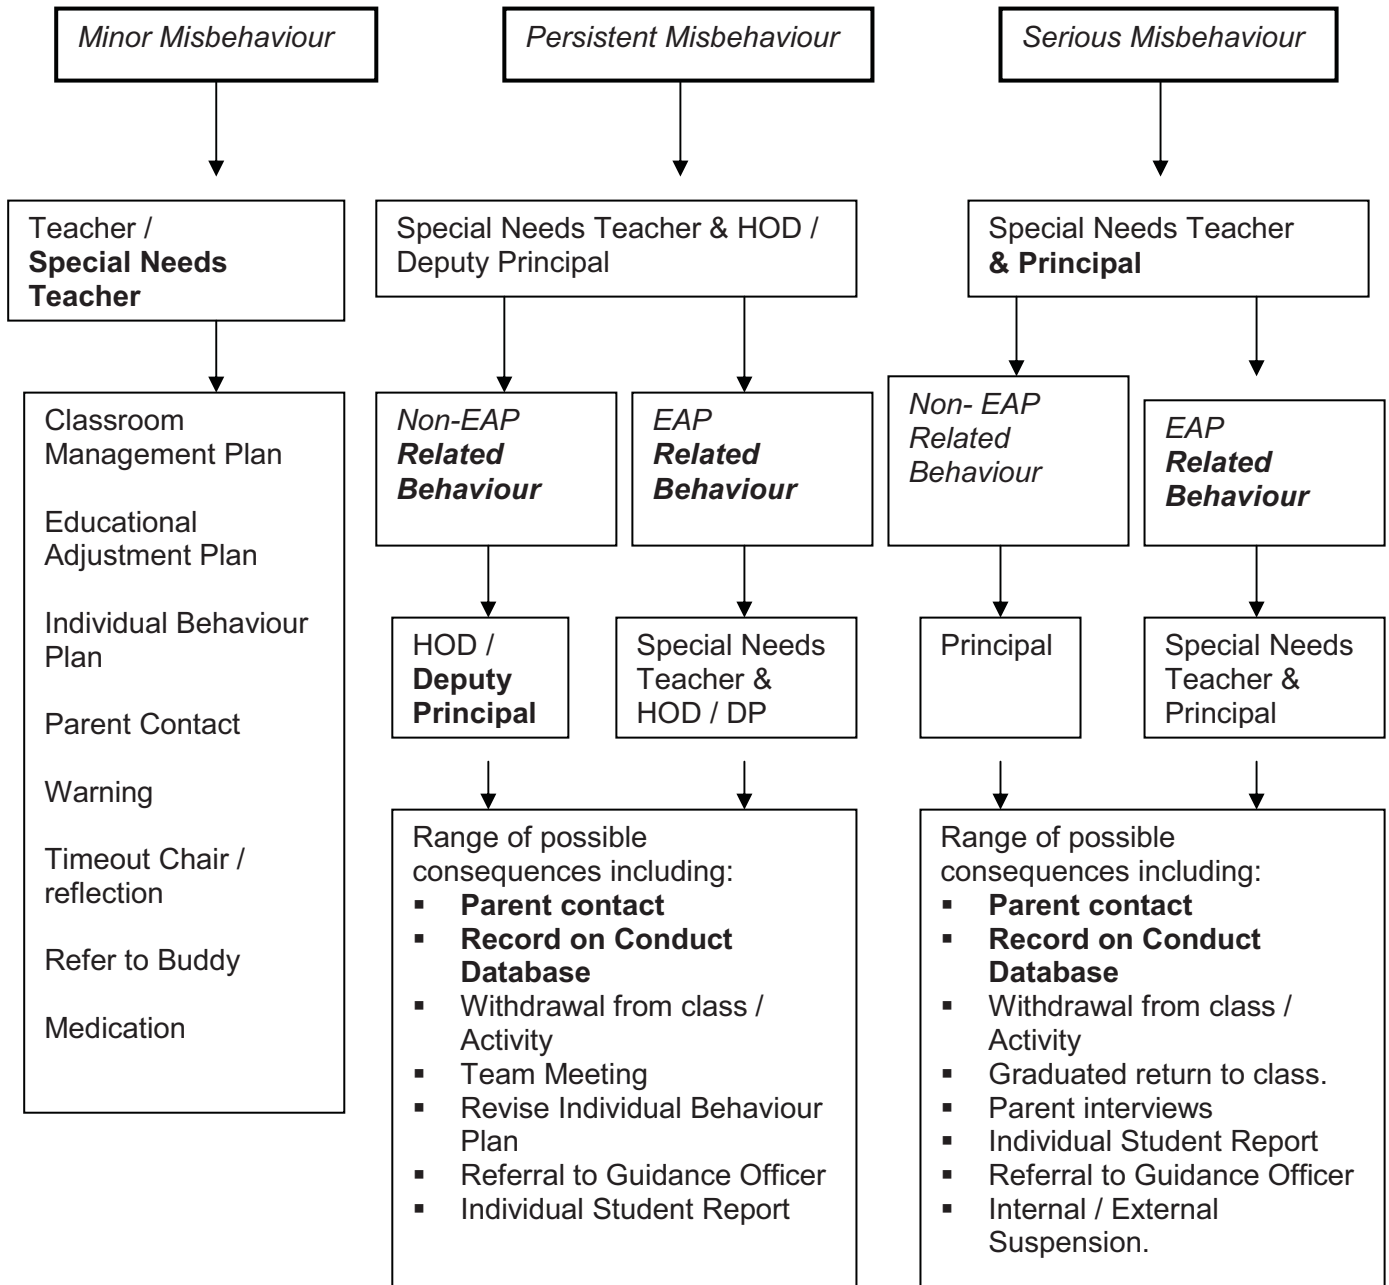 Minor Misbehaviour
Persistent Misbehaviour
Serious Misbehaviour
Teacher /
Special Needs
Teacher
Special Needs Teacher & HOD /
Deputy Principal
Special Needs Teacher
& Principal
Classroom
Management Plan
Educational
Adjustment Plan
Individual Behaviour
Plan
Parent Contact
Warning
Timeout Chair /
reflection
Refer to Buddy
Medication
Non-EAP
Related
Behaviour
EAP
Related
Behaviour
Non- EAP
Related
Behaviour
EAP
Related
Behaviour
HOD /
Deputy
Principal
Special Needs
Teacher &
HOD / DP
Principal
Special Needs
Teacher &
Principal
Range of possible
consequences including:
▪ Parent contact
▪ Record on Conduct
Database
▪ Withdrawal from class /
Activity
▪ Team Meeting
▪ Revise Individual Behaviour
Plan
▪ Referral to Guidance Officer
▪ Individual Student Report
Range of possible
consequences including:
▪ Parent contact
▪ Record on Conduct
Database
▪ Withdrawal from class /
Activity
▪ Graduated return to class.
▪ Parent interviews
▪ Individual Student Report
▪ Referral to Guidance Officer
▪ Internal / External
Suspension.